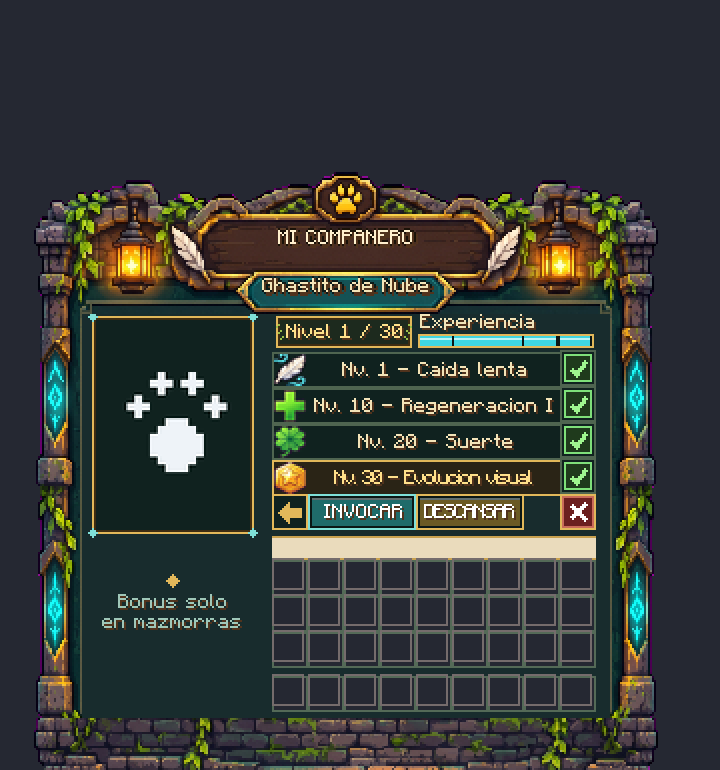 MI COMPANERO
Ghastito de Nube
Nivel 1 / 30
Experiencia
Nv. 1 - Caida lenta
Nv. 10 - Regeneracion I
Nv. 20 - Suerte
Nv. 30 - Evolucion visual
INVOCAR
DESCANSAR
Bonus solo
en mazmorras